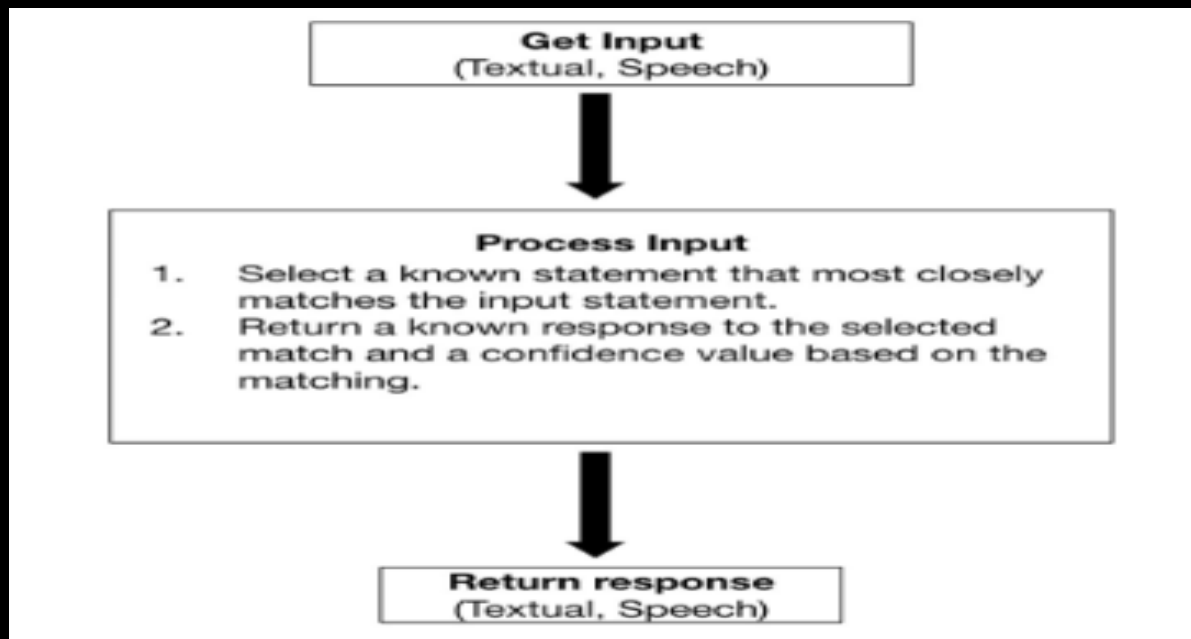 Get Input
(Textual, Speech)
Process Input
1. Select a known statement that most closely
matches the input statement.
2. Return a known response to the selected
match and a confidence value based on the
matching.
Return response
(Textual, Speech)